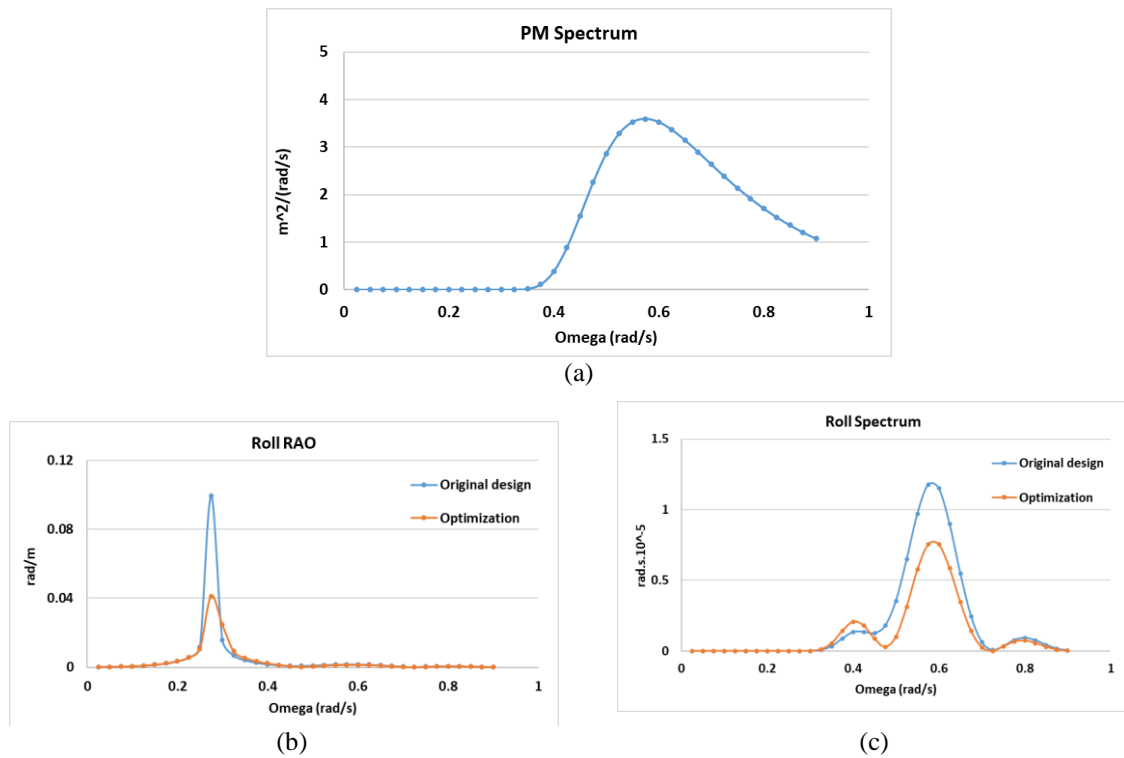 PM Spectrum
5
4
3
2
1
0
m^2/(rad/s)
0 0.2 0.4 0.6 0.8 1
Omega (rad/s)
(a)
Roll RAO
0.12
0.08
0.04
0
rad/m
Original design
Optimization
0 0.2 0.4 0.6 0.8 1
Omega (rad/s)
(b)
Roll Spectrum
1.5
1
0.5
0
rad.s.10^-5
Original design
Optimization
0 0.2 0.4 0.6 0.8 1
Omega (rad/s)
(c)